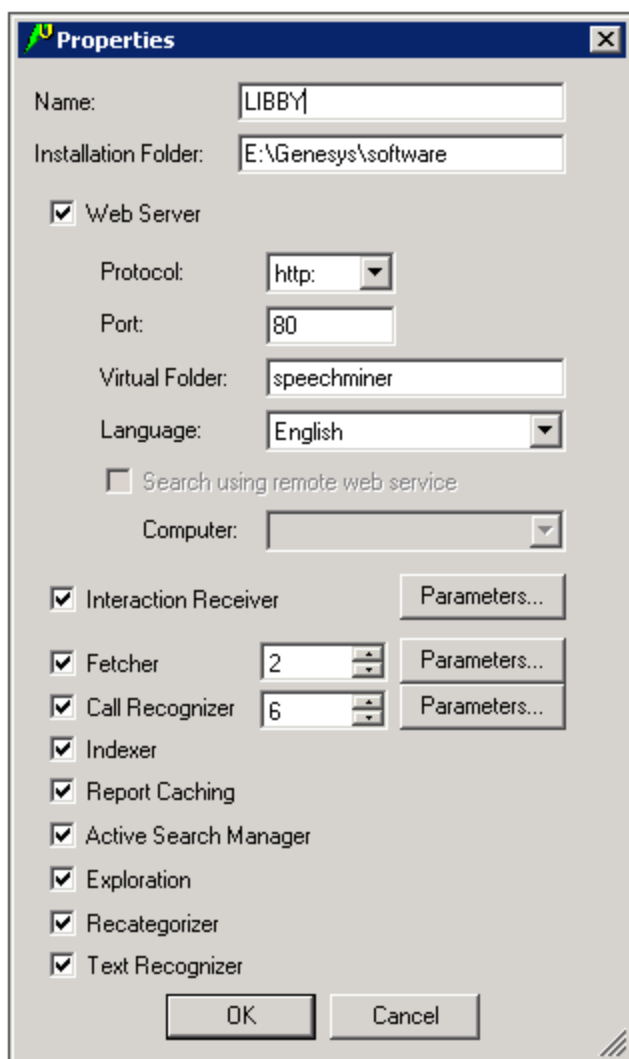 Properties
Name: LIBBY
Installation Folder: E:\Genesys\software
Web Server
Protocol: http:
Port: 80
Virtual Folder: speechminer
Language: English
Search using remote web service
Computer:
Interaction Receiver Parameters...
Fetcher 2 Parameters...
Call Recognizer 6 Parameters...
Indexer
Report Caching
Active Search Manager
Exploration
Recategorizer
Text Recognizer
OK Cancel